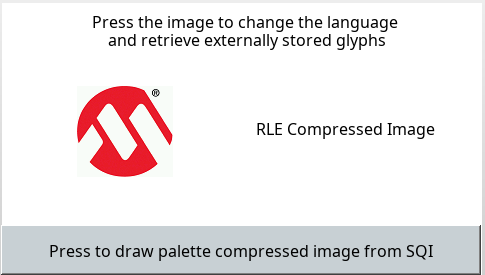 Press the image to change the language
and retrieve externally stored glyphs
®
RLE Compressed Image
Press to draw palette compressed image from SQI